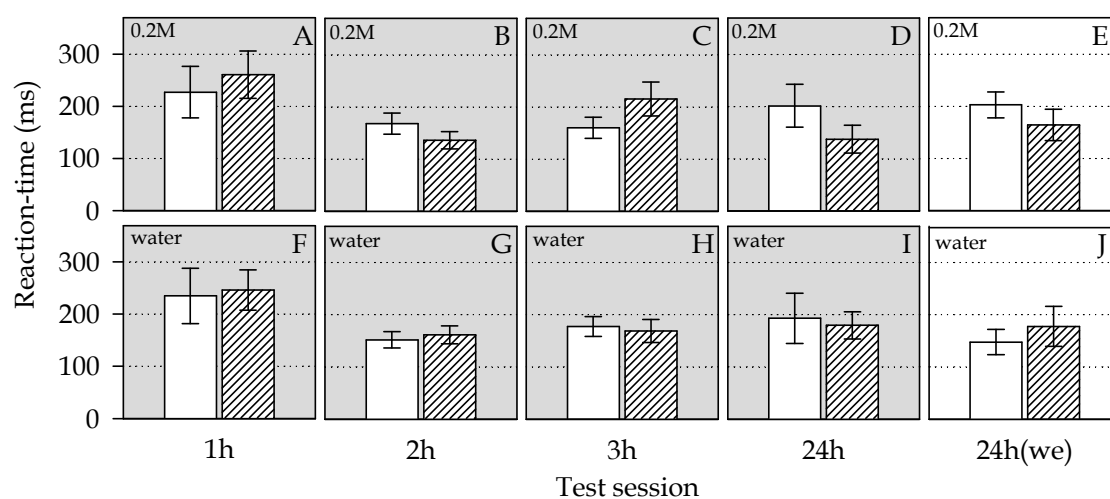 0.2M A 0.2M B 0.2M C 0.2M D 0.2M E
300
200
100
0
Reaction-time (ms)
water F water G water H water I water J
300
200
100
0
1h 2h 3h 24h 24h(we)
Test session